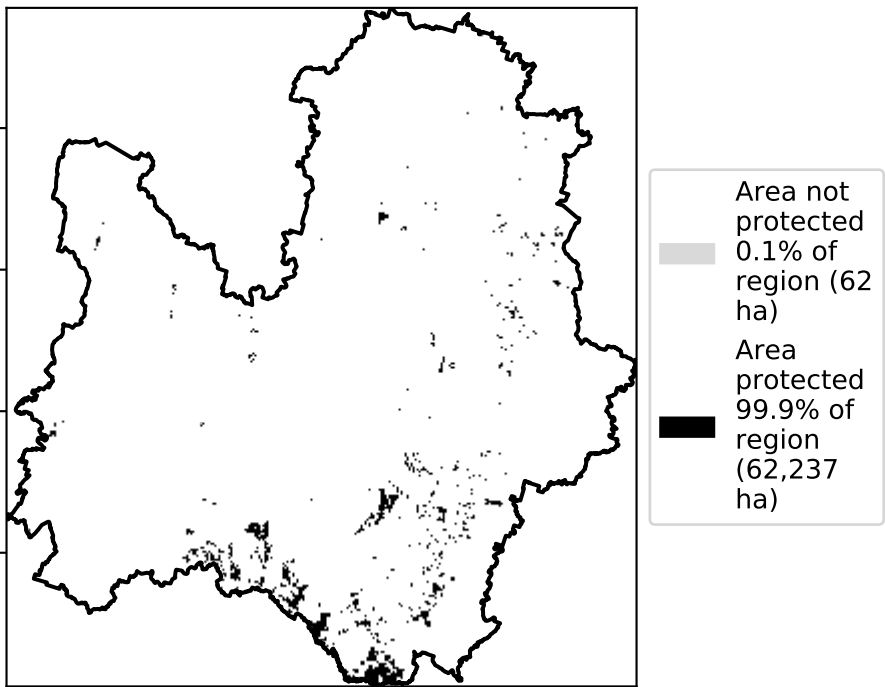 Area not
protected
0.1% of
region (62
ha)
Area
protected
99.9% of
region
(62,237
ha)